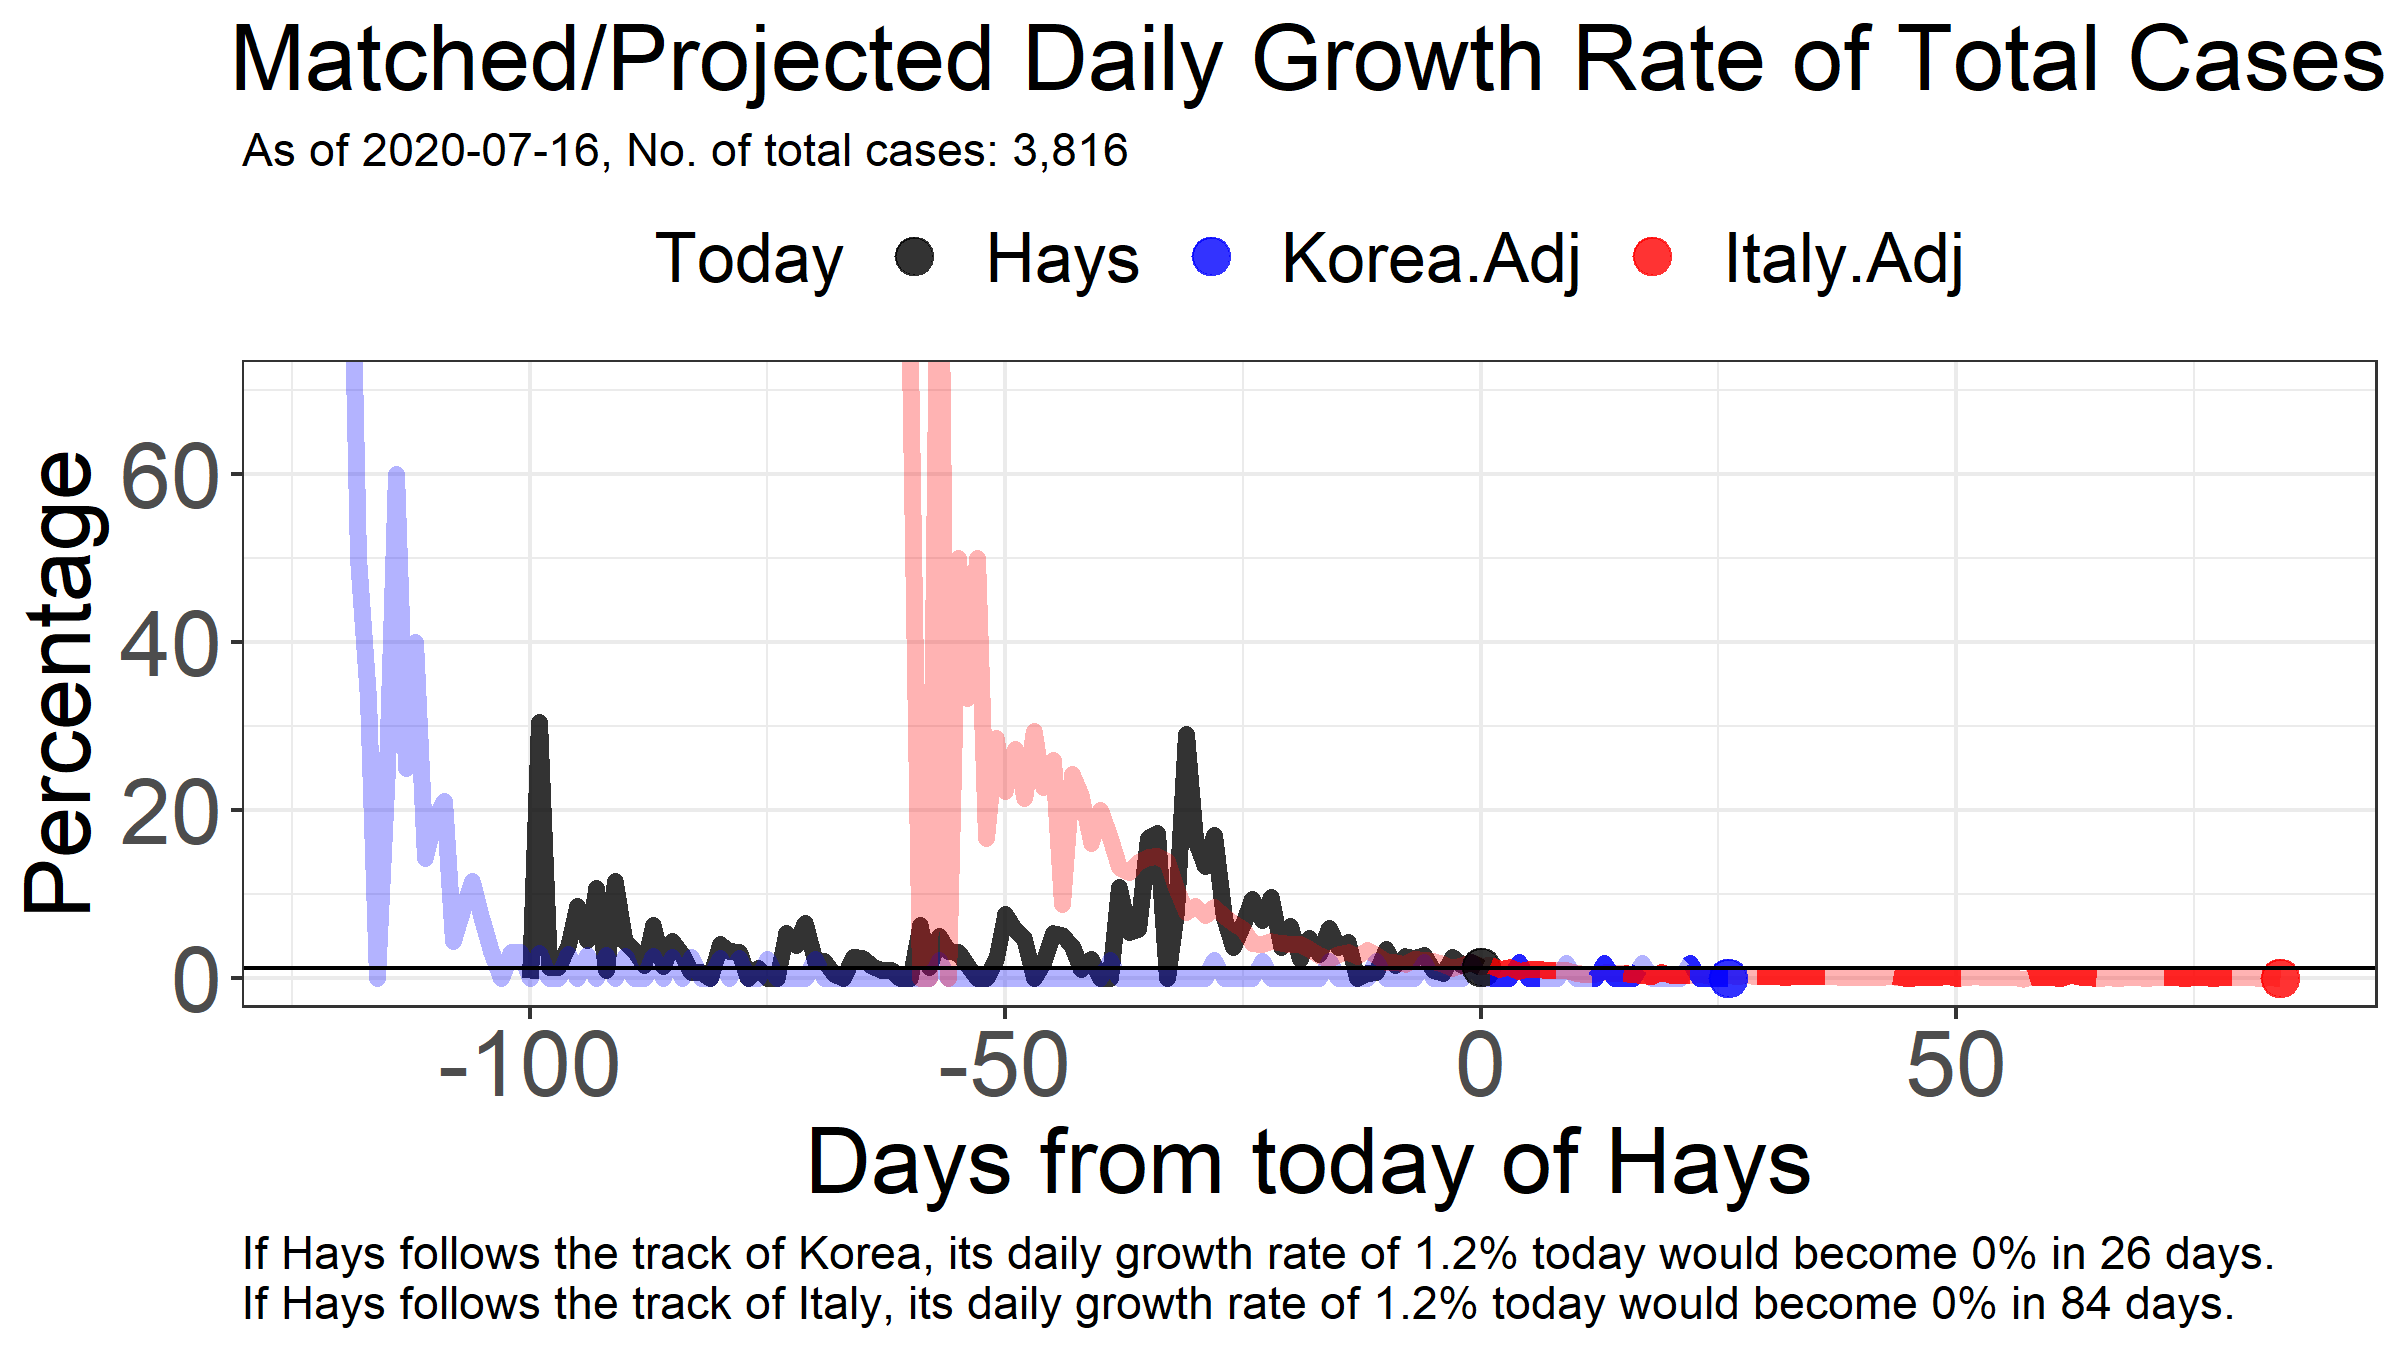 Matched/Projected Daily Growth Rate of Total Cases
As of 2020-07-16, No. of total cases: 3,816
Today Hays Korea.Adj Italy.Adj
Percentage
60
40
20
0
-100 -50 0 50
Days from today of Hays
If Hays follows the track of Korea, its daily growth rate of 1.2% today would become 0% in 26 days.
If Hays follows the track of Italy, its daily growth rate of 1.2% today would become 0% in 84 days.